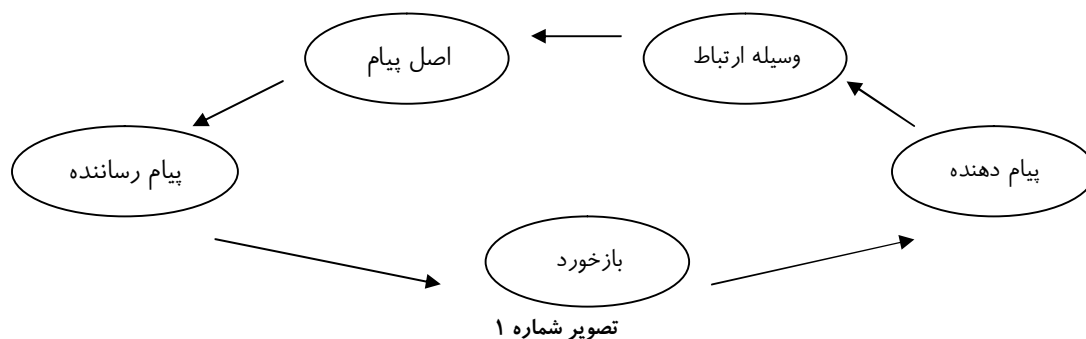 وسیله ارتباط
اصل پیام
پیام دهنده
پیام رساننده
بازخورد
تصویر شماره ۱